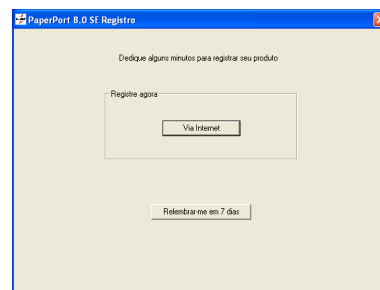 PaperPort 8.0 SE Registro
Dedique alguns minutos para registrar seu produto
Registre agora
Via Internet
Relembrar-me em 7 dias